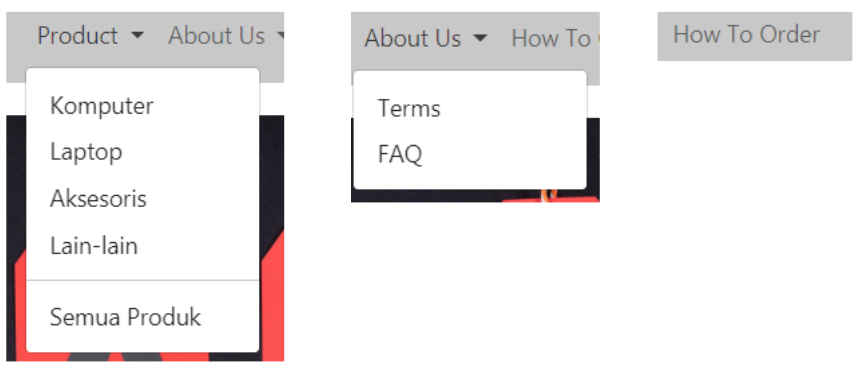 Product About Us
Komputer
Laptop
Aksesoris
Lain-lain
Semua Produk
About Us How To
Terms
FAQ
How To Order